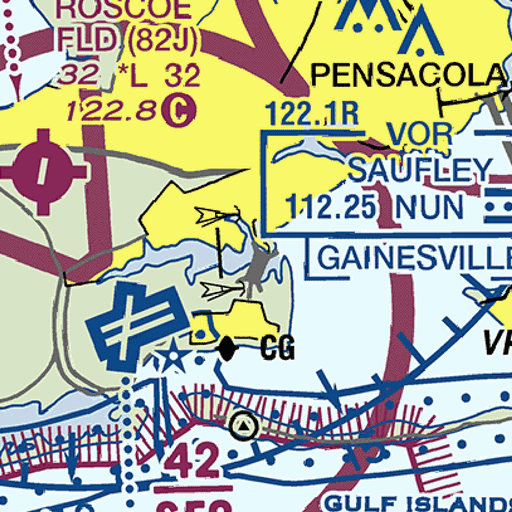 ROSCOE
FLD (82J)
32 *L 32
122.8 C
PENSACOLA
122.1R
VOR
SAUFLEY
112.25 NUN
GAINESVILLE
CG
42
GULF ISLANDS